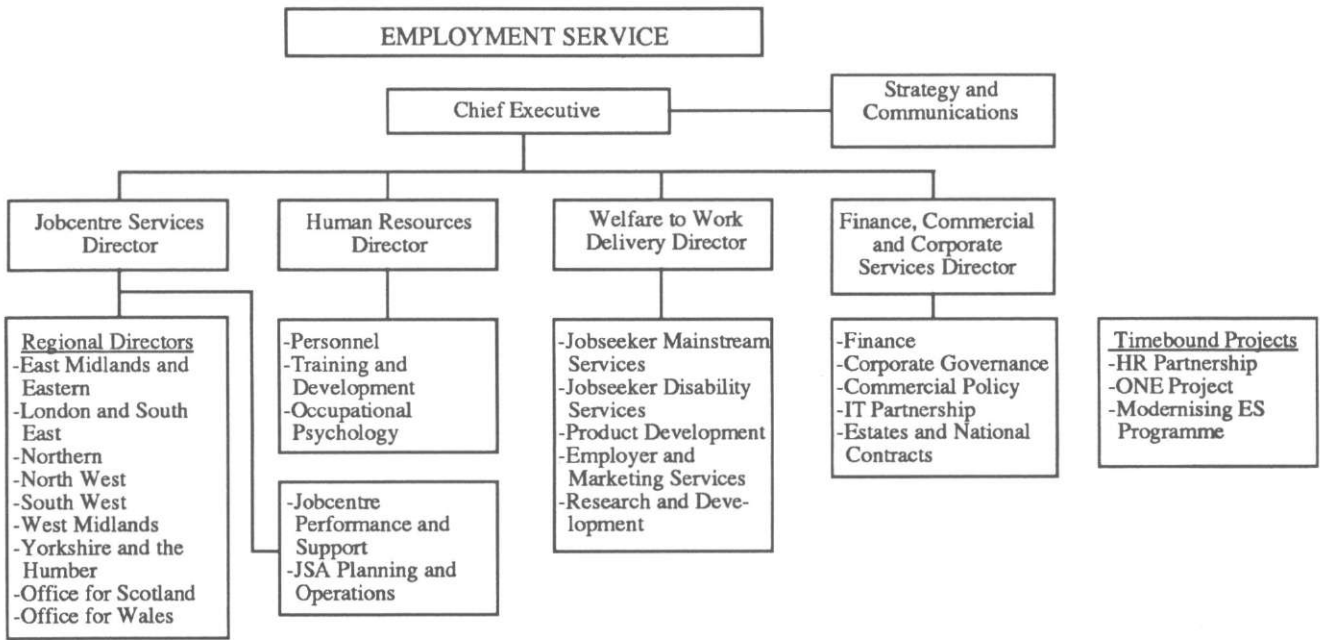 EMPLOYMENT SERVICE
Chief Executive
Strategy and
Communications
Jobcentre Services
Director
Human Resources
Director
Welfare to Work
Delivery Director
Finance, Commercial
and Corporate
Services Director
Regional Directors
-East Midlands and
Eastern
-London and South
East
-Northern
-North West
-South West
-West Midlands
-Yorkshire and the
Humber
-Office for Scotland
-Office for Wales
-Personnel
-Training and
Development
-Occupational
Psychology
-Jobcentre
Performance and
Support
-JSA Planning and
Operations
-Jobseeker Mainstream
Services
-Jobseeker Disability
Services
-Product Development
-Employer and
Marketing Services
-Research and Deve-
lopment
-Finance
-Corporate Governance
-Commercial Policy
-IT Partnership
-Estates and National
Contracts
Timebound Projects
-HR Partnership
-ONE Project
-Modernising ES
Programme